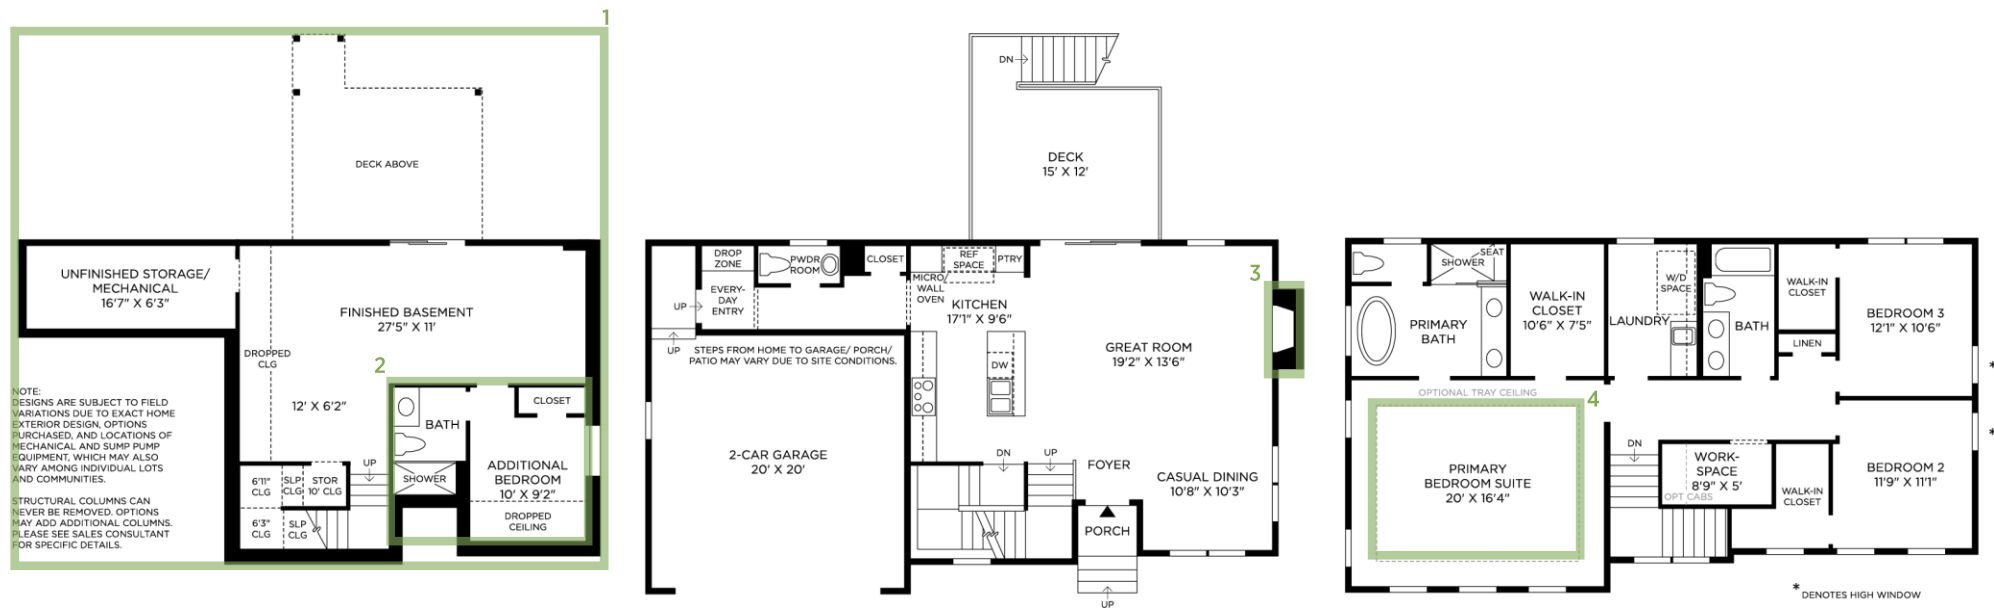 1
DECK ABOVE
UNFINISHED STORAGE/
MECHANICAL
16'7" X 6'3"
FINISHED BASEMENT
27'5" X 11'
DROPPED
CLG
2
12' X 6'2"
BATH
CLOSET
SHOWER
ADDITIONAL
BEDROOM
10' X 9'2"
DROPPED
CEILING
UP
6'11"
CLG
SLP
CLG
STOR
10' CLG
6'3"
CLG
SLP
CLG
NOTE:
DESIGNS ARE SUBJECT TO FIELD
VARIATIONS DUE TO EXACT HOME
EXTERIOR DESIGN, OPTIONS
PURCHASED, AND LOCATIONS OF
MECHANICAL AND SUMP PUMP
EQUIPMENT, WHICH MAY ALSO
VARY AMONG INDIVIDUAL LOTS
AND COMMUNITIES.
STRUCTURAL COLUMNS CAN
NEVER BE REMOVED. OPTIONS
MAY ADD ADDITIONAL COLUMNS.
PLEASE SEE SALES CONSULTANT
FOR SPECIFIC DETAILS.
DN
DECK
15' X 12'
DROP
ZONE
PWDR
ROOM
CLOSET
REF
SPACE
PTRY
MICRO/
WALL
OVEN
EVERY-
DAY
ENTRY
UP
UP
KITCHEN
17'1" X 9'6"
3
STEPS FROM HOME TO GARAGE/ PORCH/
PATIO MAY VARY DUE TO SITE CONDITIONS.
GREAT ROOM
19'2" X 13'6"
DW
2-CAR GARAGE
20' X 20'
DN
UP
FOYER
CASUAL DINING
10'8" X 10'3"
PORCH
UP
SEAT
SHOWER
PRIMARY
BATH
WALK-IN
CLOSET
10'6" X 7'5"
W/D
SPACE
LAUNDRY
BATH
WALK-IN
CLOSET
LINEN
BEDROOM 3
12'1" X 10'6"
*
OPTIONAL TRAY CEILING
4
*
PRIMARY
BEDROOM SUITE
20' X 16'4"
DN
WORK-
SPACE
8'9" X 5'
OPT CABS
WALK-IN
CLOSET
BEDROOM 2
11'9" X 11'1"
* DENOTES HIGH WINDOW